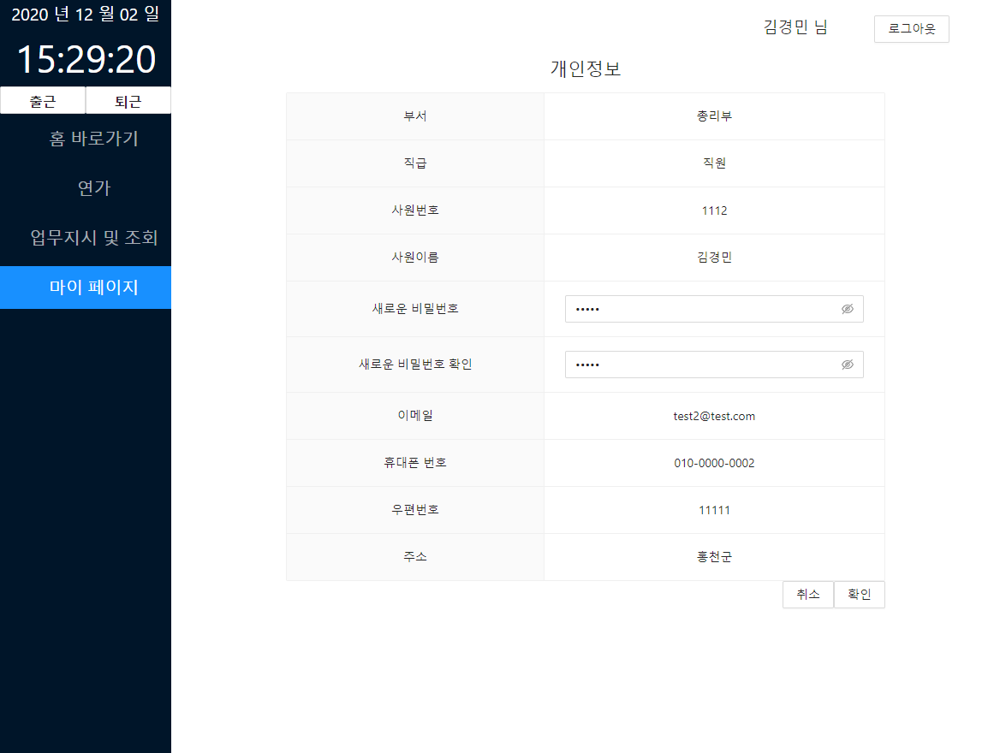 2020 년 12 월 02 일
15:29:20
출근 퇴근
홈 바로가기
연가
업무지시 및 조회
마이 페이지
김경민 님 로그아웃
개인정보
부서 총리부
직급 직원
사원번호 1112
사원이름 김경민
새로운 비밀번호 •••••
새로운 비밀번호 확인 •••••
이메일 test2@test.com
휴대폰 번호 010-0000-0002
우편번호 11111
주소 홍천군
취소 확인